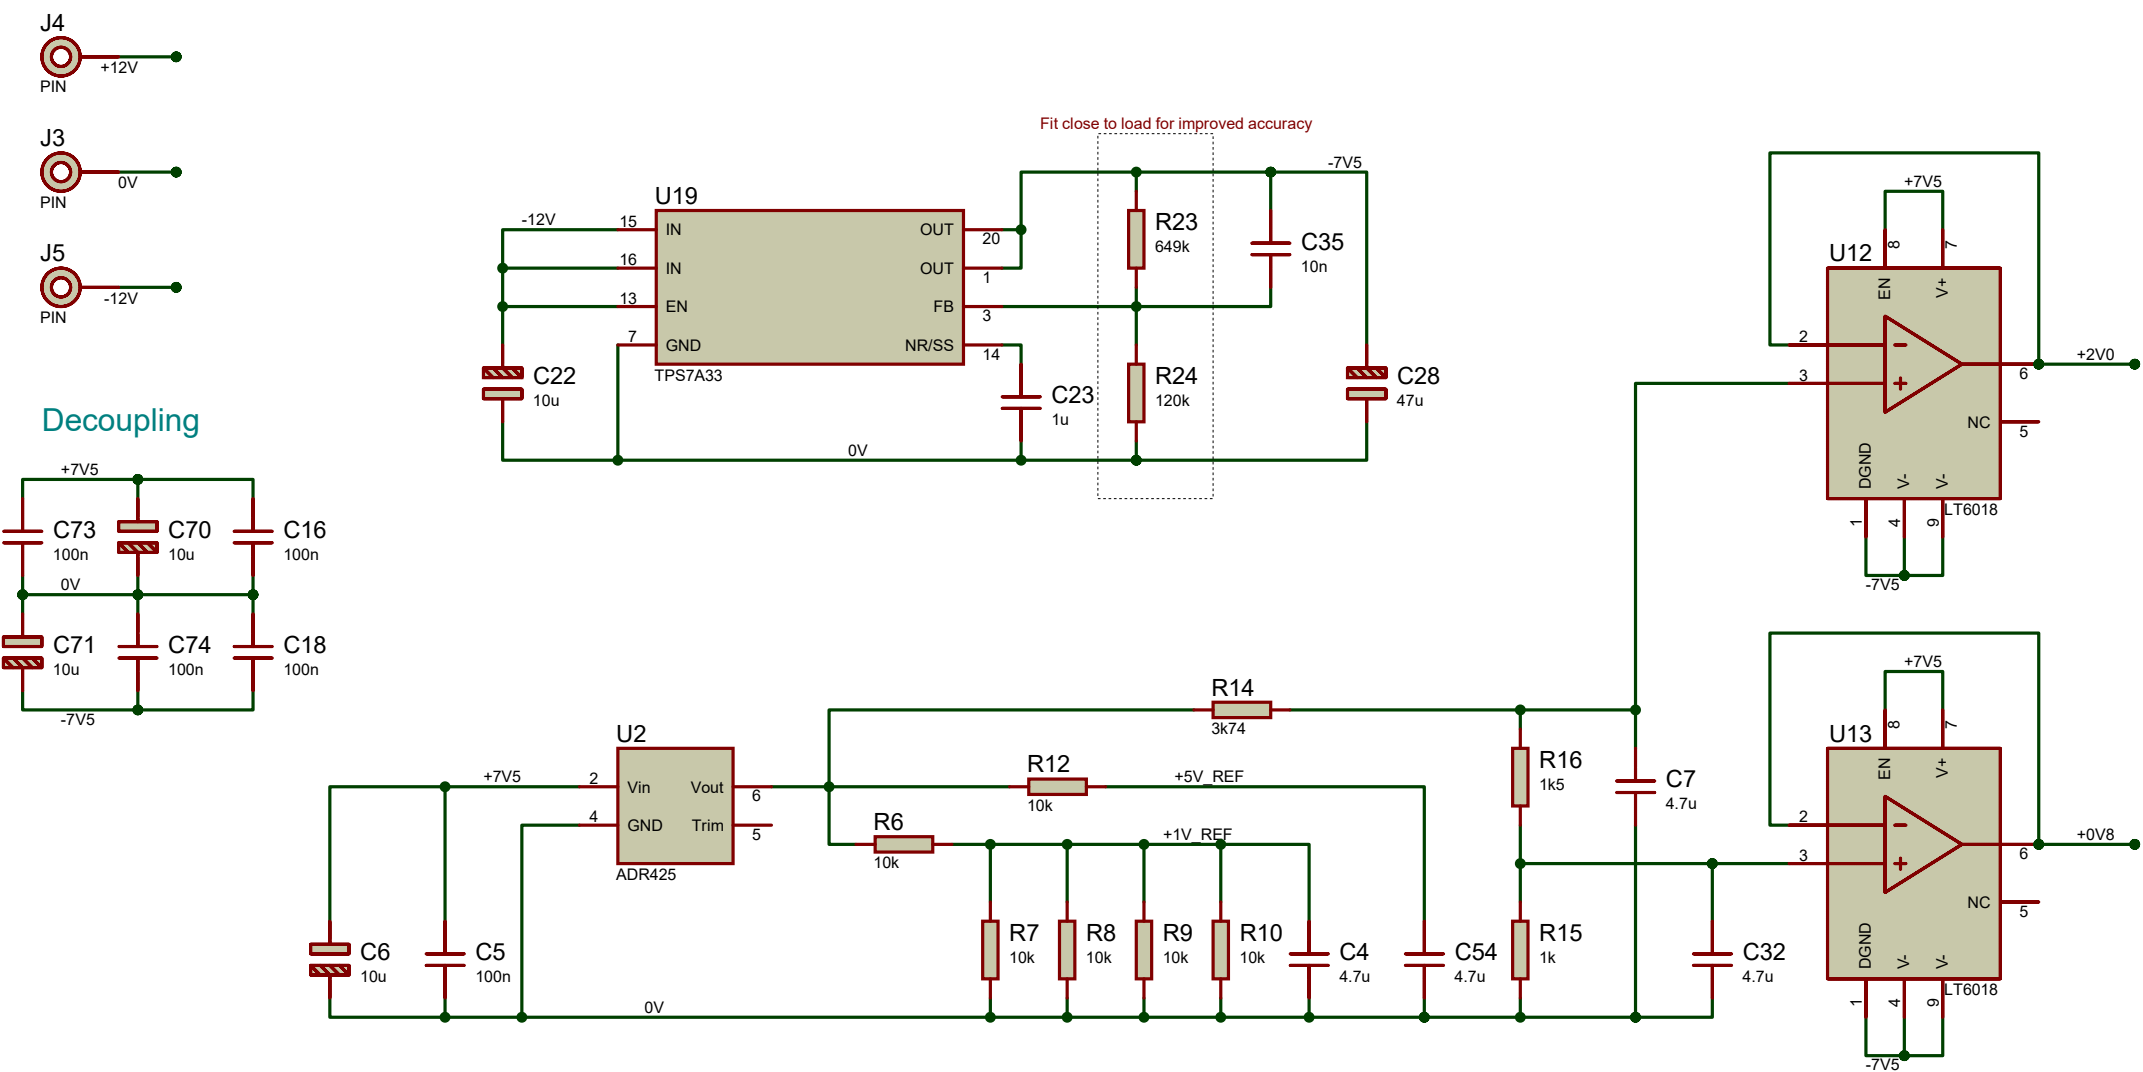 J4
+12V
PIN
J3
0V
PIN
J5
-12V
PIN
Decoupling
+7V5
C73
100n
C70
10u
C16
100n
0V
C71
10u
C74
100n
C18
100n
-7V5
Fit close to load for improved accuracy
-7V5
U19
-12V
15
IN
16
IN
13
EN
7
GND
OUT
20
OUT
1
FB
3
NR/SS
14
TPS7A33
R23
649k
C35
10n
C22
10u
C23
1u
R24
120k
C28
47u
0V
U2
+7V5
2
Vin
4
GND
Vout
6
Trim
5
ADR425
R14
3k74
R12
10k
+5V_REF
R6
10k
+1V_REF
R16
1k5
C7
4.7u
C6
10u
C5
100n
R7
10k
R8
10k
R9
10k
R10
10k
C4
4.7u
C54
4.7u
R15
1k
C32
4.7u
0V
+7V5
U12
8
7
EN
V+
2
3
6
+2V0
NC
5
DGND
V-
V-
1
4
9
LT6018
-7V5
+7V5
U13
8
7
EN
V+
2
3
6
+0V8
NC
5
DGND
V-
V-
1
4
9
LT6018
-7V5